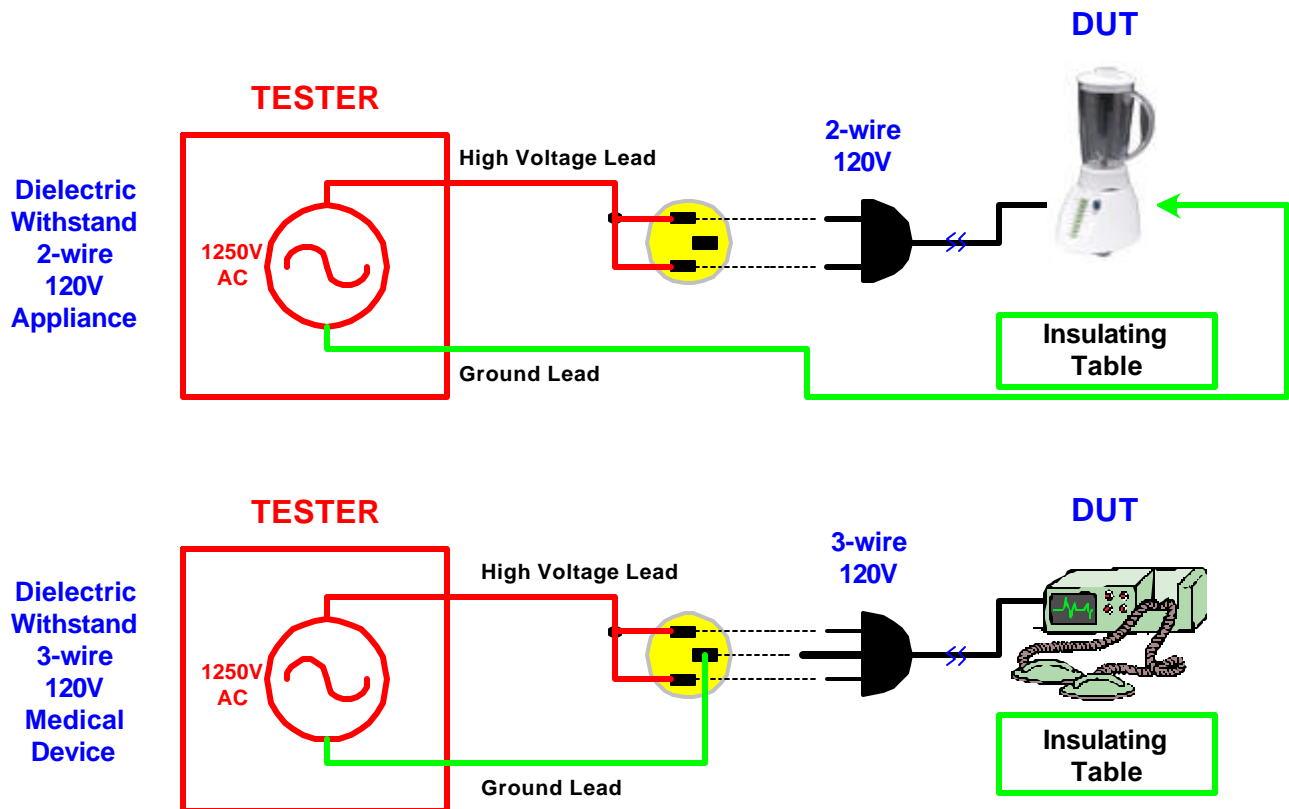 DUT
TESTER
2-wire
120V
High Voltage Lead
Dielectric
Withstand
2-wire
120V
Appliance
1250V
AC
Ground Lead
Insulating
Table
TESTER
DUT
3-wire
120V
High Voltage Lead
Dielectric
Withstand
3-wire
120V
Medical
Device
1250V
AC
Ground Lead
Insulating
Table